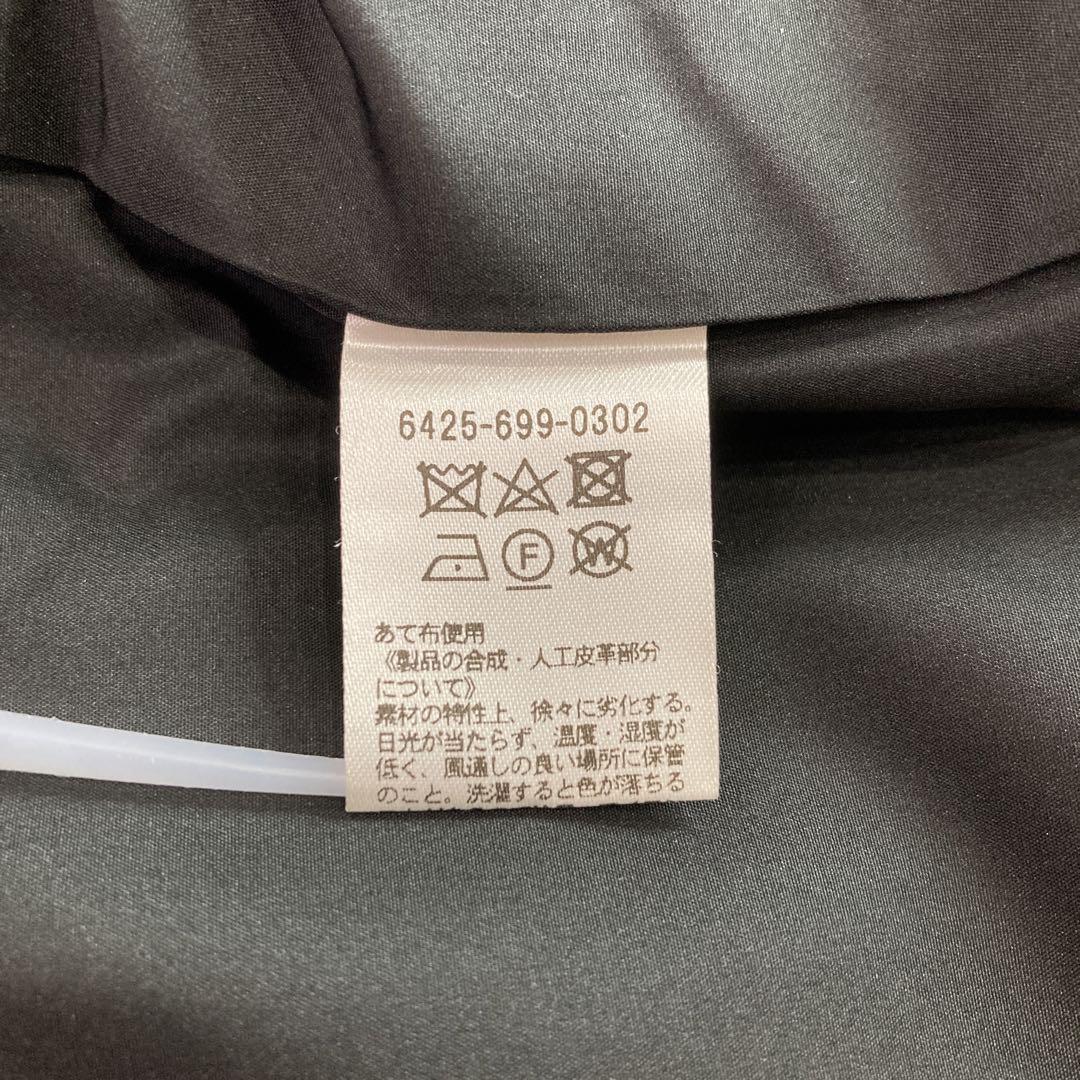 6425-699-0302
F
W
あて布使用
《製品の合成・人工皮革部分
について》
素材の特性上、徐々に劣化する。
日光が当たらず、温度・湿度が
低く、風通しの良い場所に保管
のこと。洗濯すると色が落ちる